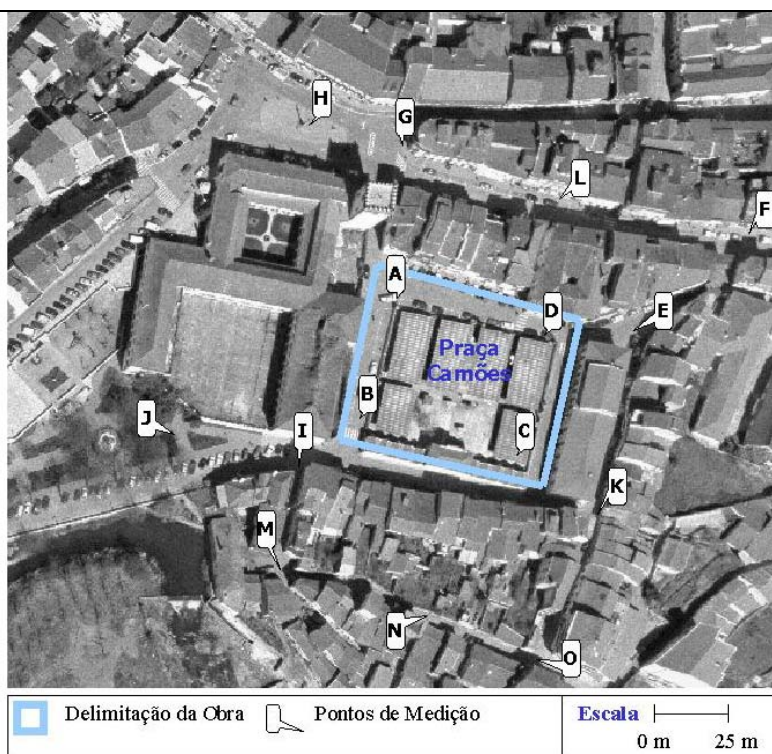 H
G
L
F
A
D
E
Praça
Camões
B
J
I
C
K
M
N
O
Delimitação da Obra
Pontos de Medição
Escala
0 m
25 m